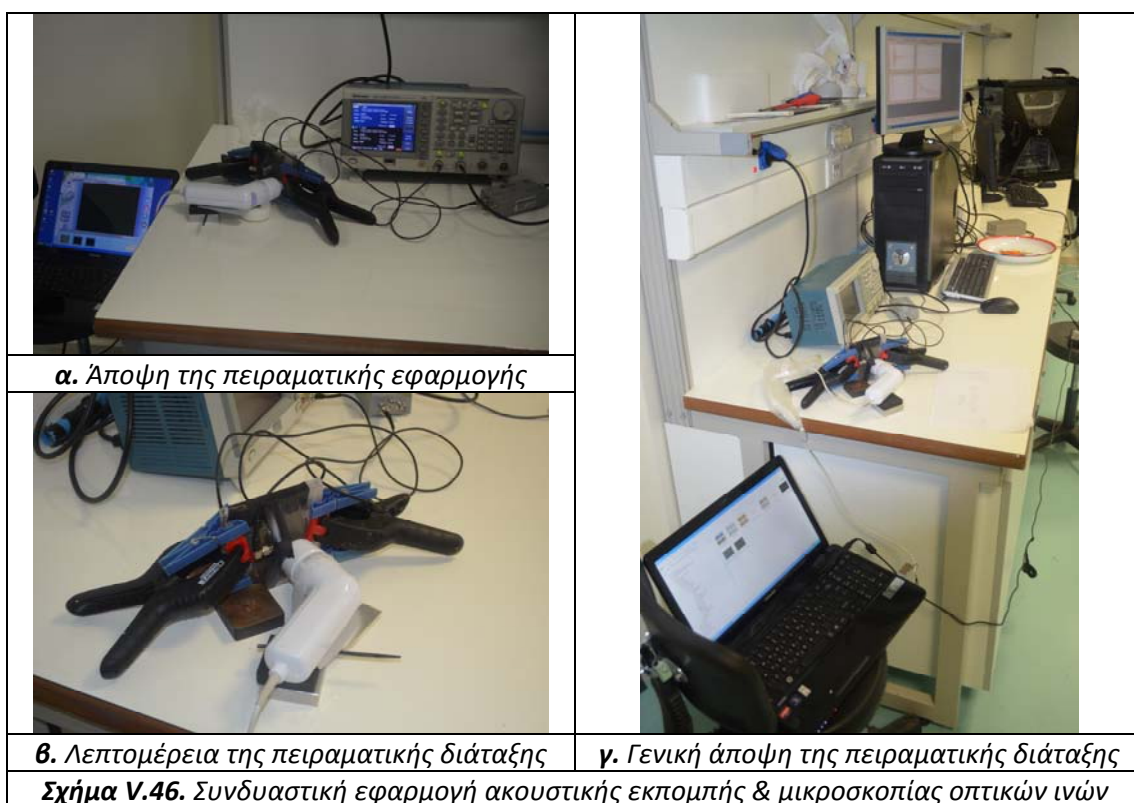 α. Άποψη της πειραματικής εφαρμογής
β. Λεπτομέρεια της πειραματικής διάταξης
γ. Γενική άποψη της πειραματικής διάταξης
Σχήμα V.46. Συνδυαστική εφαρμογή ακουστικής εκπομπής & μικροσκοπίας οπτικών ινών